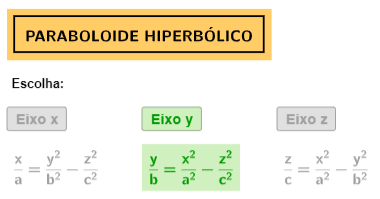 PARABOLOIDE HIPERBÓLICO
Escolha:
Eixo x Eixo y Eixo z
x/a = y²/b² − z²/c² y/b = x²/a² − z²/c² z/c = x²/a² − y²/b²